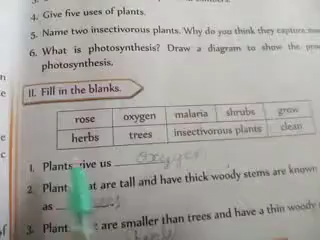 4. Give five uses of plants.
5. Name two insectivorous plants. Why do you think they capture
6. What is photosynthesis? Draw a diagram to show the
photosynthesis.
II. Fill in the blanks.
rose oxygen malaria shrubs grow
herbs trees insectivorous plants clean
1. Plants give us oxygen
2. Plant at are tall and have thick woody stems are known
as
3. Plant are smaller than trees and have a thin woody